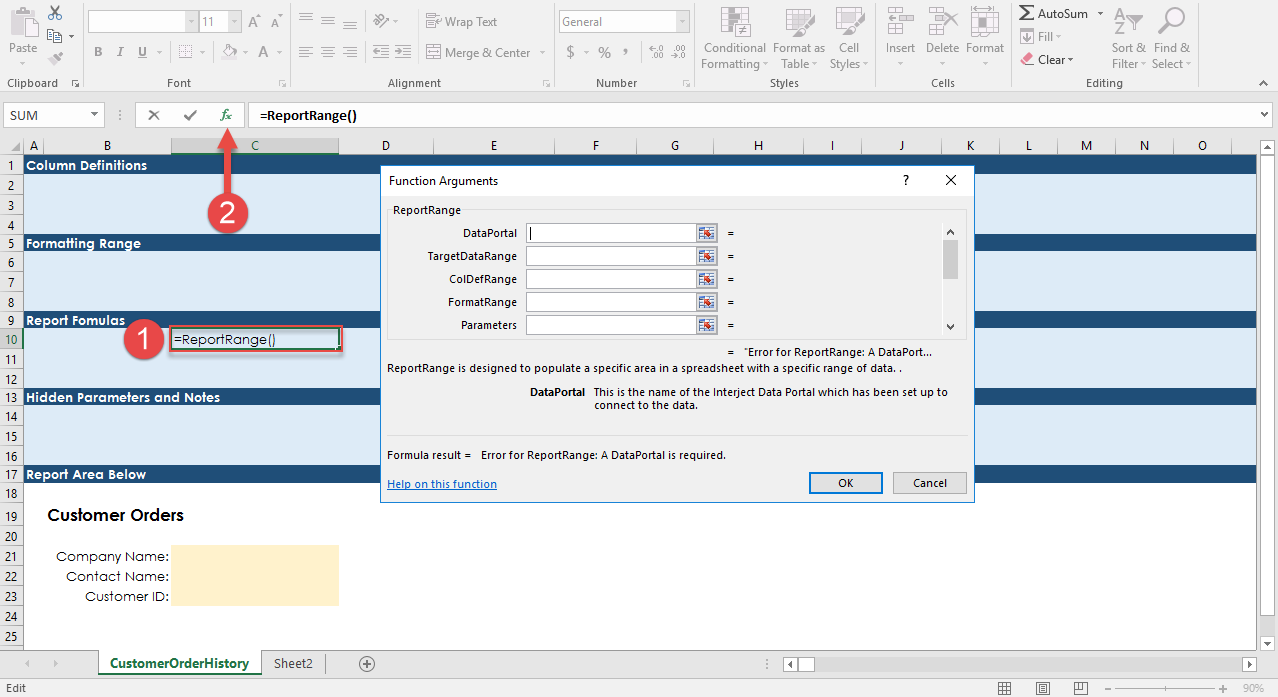 11 A A Wrap Text General AutoSum
Paste Conditional Format as Cell Insert Delete Format Fill Sort & Find &
B I U A Merge & Center $ % , Formatting Table Styles Clear Filter Select
Clipboard Font Alignment Number Styles Cells Editing
SUM fx =ReportRange()
A B C D E F G H I J K L M N O
1 Column Definitions
2
3
4
5 Formatting Range
6
7
8
9 Report Fomulas
10 =ReportRange()
11
12
13 Hidden Parameters and Notes
14
15
16
17 Report Area Below
18
19 Customer Orders
20
21 Company Name:
22 Contact Name:
23 Customer ID:
24
25
1
2
Function Arguments ?
ReportRange
DataPortal =
TargetDataRange =
ColDefRange =
FormatRange =
Parameters =
= "Error for ReportRange: A DataPort...
ReportRange is designed to populate a specific area in a spreadsheet with a specific range of data. .
DataPortal This is the name of the Interject Data Portal which has been set up to
connect to the data.
Formula result = Error for ReportRange: A DataPortal is required.
Help on this function OK Cancel
CustomerOrderHistory Sheet2
Edit 90%